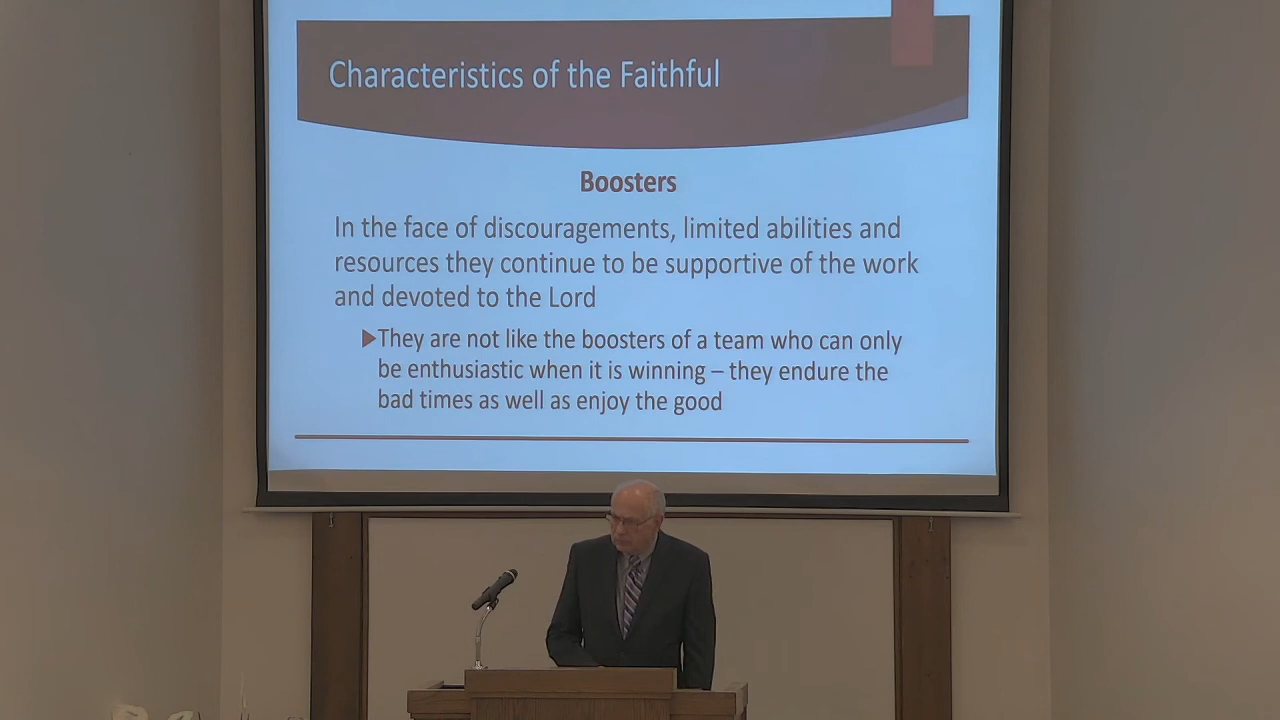 Characteristics of the Faithful
Boosters
In the face of discouragements, limited abilities and
resources they continue to be supportive of the work
and devoted to the Lord
They are not like the boosters of a team who can only
be enthusiastic when it is winning – they endure the
bad times as well as enjoy the good